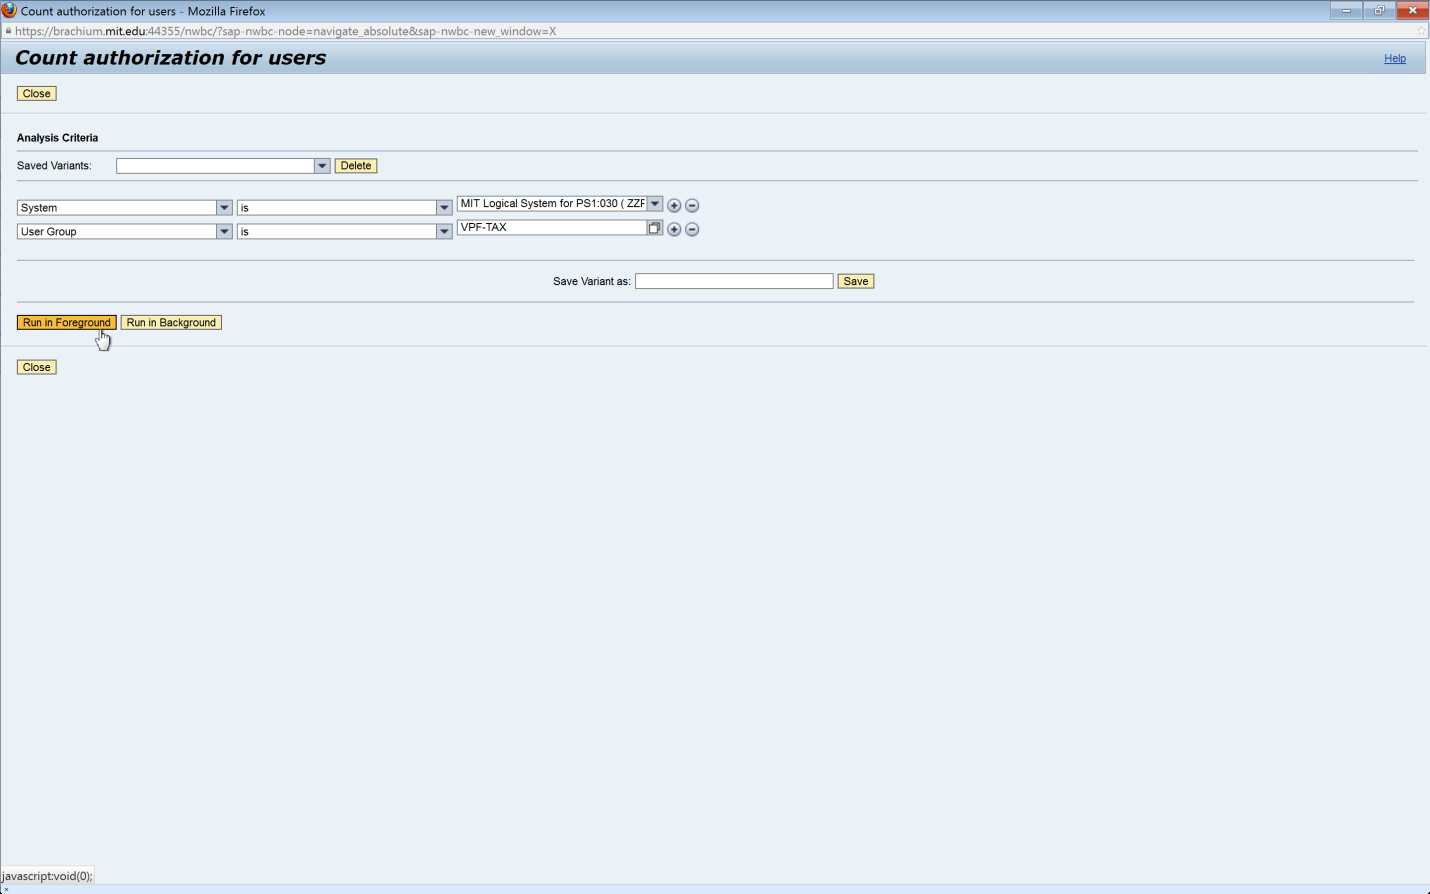 Count authorization for users - Mozilla Firefox
https://brachium.mit.edu:44355/nwbc/?sap-nwbc-node=navigate_absolute&sap-nwbc-new_window=X
Count authorization for users
Help
Close
Analysis Criteria
Saved Variants:
Delete
System is MIT Logical System for PS1:030 ( ZZF
User Group is VPF-TAX
Save Variant as: Save
Run in Foreground Run in Background
Close
javascript:void(0);